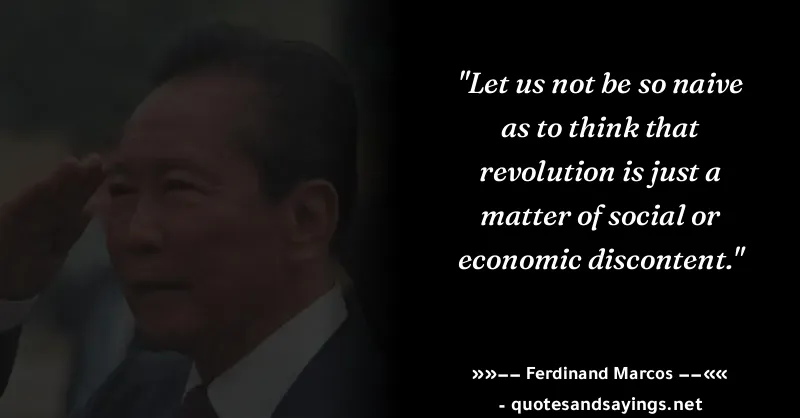 "Let us not be so naive
as to think that
revolution is just a
matter of social or
economic discontent."
»»−− Ferdinand Marcos −−««
- quotesandsayings.net